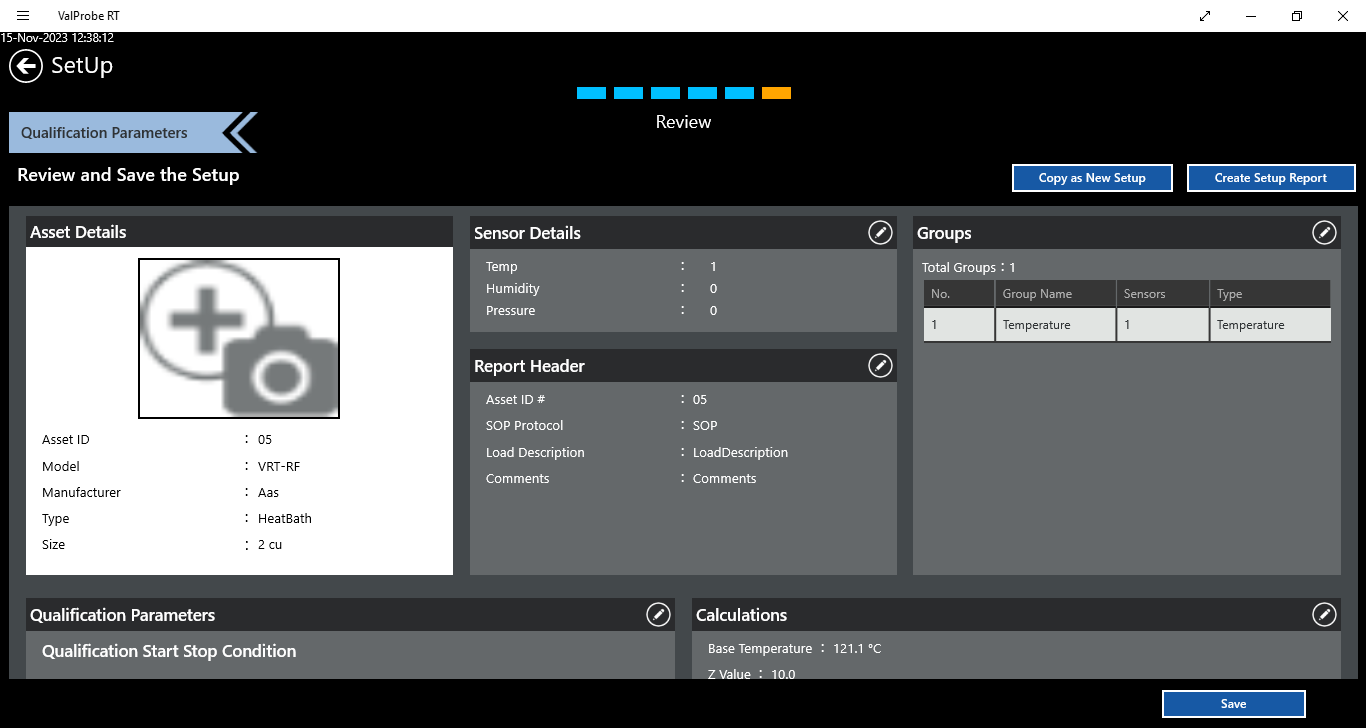 ValProbe RT
15-Nov-2023 12:38:12
SetUp
Review
Qualification Parameters
Review and Save the Setup
Copy as New Setup
Create Setup Report
Asset Details
Asset ID : 05
Model : VRT-RF
Manufacturer : Aas
Type : HeatBath
Size : 2 cu
Sensor Details
Temp : 1
Humidity : 0
Pressure : 0
Report Header
Asset ID # : 05
SOP Protocol : SOP
Load Description : LoadDescription
Comments : Comments
Groups
Total Groups : 1
No. Group Name Sensors Type
1 Temperature 1 Temperature
Qualification Parameters
Qualification Start Stop Condition
Calculations
Base Temperature : 121.1 °C
Z Value : 10.0
Save